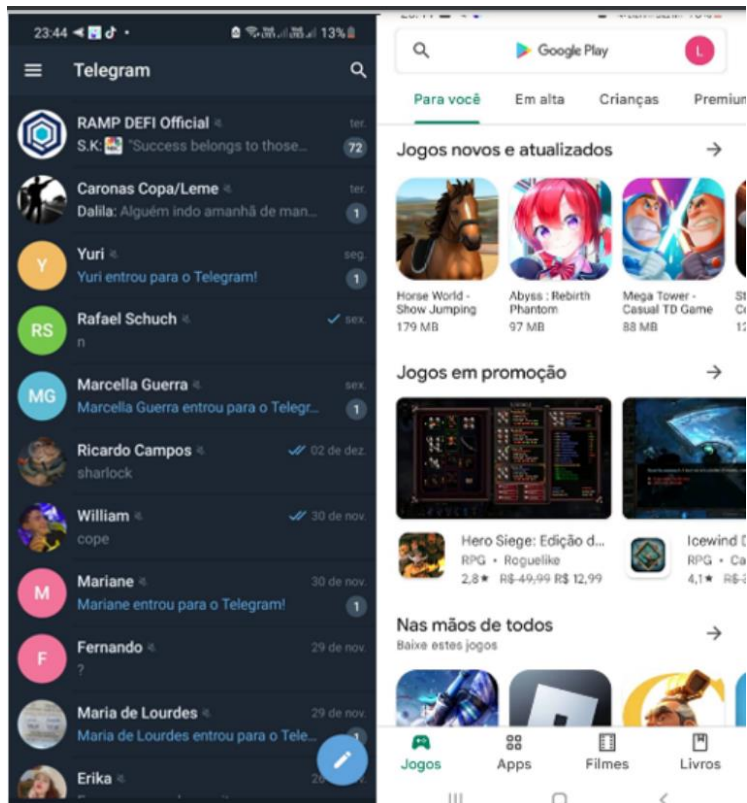 23:44
13%
Telegram
RAMP DEFI Official
ter.
S.K: "Success belongs to those...
72
Caronas Copa/Leme
ter.
Dalila: Alguém indo amanhã de man...
1
Yuri
seg.
Y
Yuri entrou para o Telegram!
1
Rafael Schuch
sex.
RS
n
Marcella Guerra
sex.
MG
Marcella Guerra entrou para o Telegr...
1
Ricardo Campos
02 de dez.
sharlock
William
30 de nov.
cope
Mariane
30 de nov.
M
Mariane entrou para o Telegram!
1
Fernando
29 de nov.
F
?
Maria de Lourdes
29 de nov.
Maria de Lourdes entrou para o Tele...
1
Erika
Google Play
L
Para você
Em alta
Crianças
Premium
Jogos novos e atualizados
Horse World -
Show Jumping
179 MB
Abyss : Rebirth
Phantom
97 MB
Mega Tower -
Casual TD Game
88 MB
Jogos em promoção
Hero Siege: Edição d...
RPG • Roguelike
2,8★ R$ 49,99 R$ 12,99
Icewind
RPG •
4,1★
Nas mãos de todos
Baixe estes jogos
Jogos
Apps
Filmes
Livros